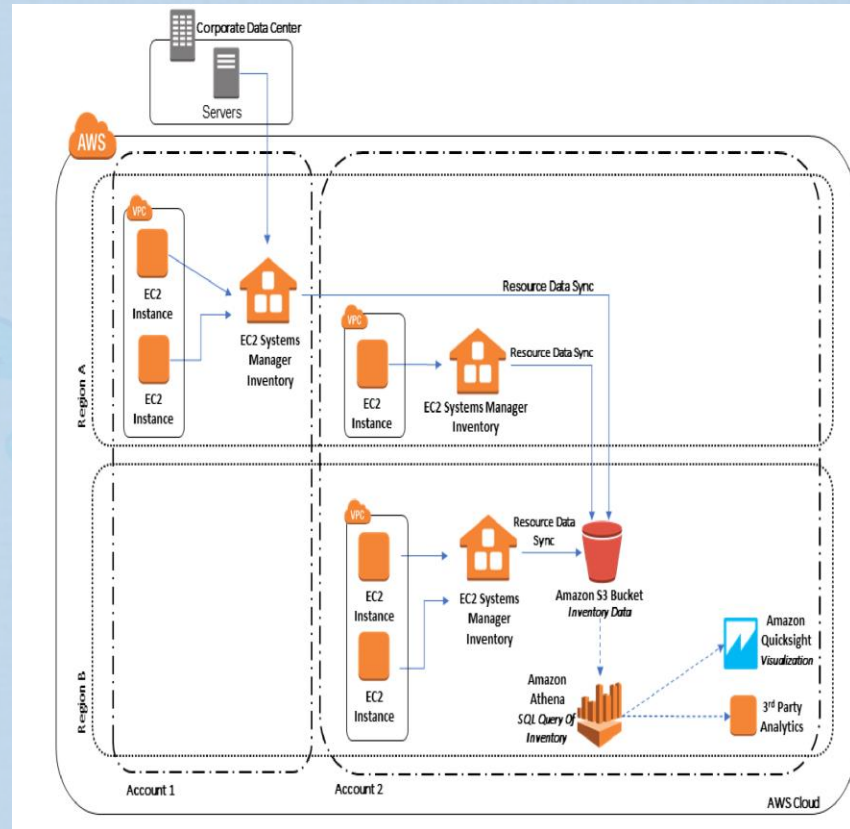 Corporate Data Center
Servers
AWS
VPC
EC2
Instance
EC2
Instance
EC2 Systems
Manager
Inventory
Resource Data Sync
VPC
EC2
Instance
EC2 Systems Manager
Inventory
Resource Data Sync
Region A
VPC
EC2
Instance
EC2
Instance
EC2 Systems
Manager
Inventory
Resource Data
Sync
Amazon S3 Bucket
Inventory Data
Amazon
Athena
SQL Query Of
Inventory
Amazon
Quicksight
Visualization
3rd Party
Analytics
Region B
Account 1
Account 2
AWS Cloud